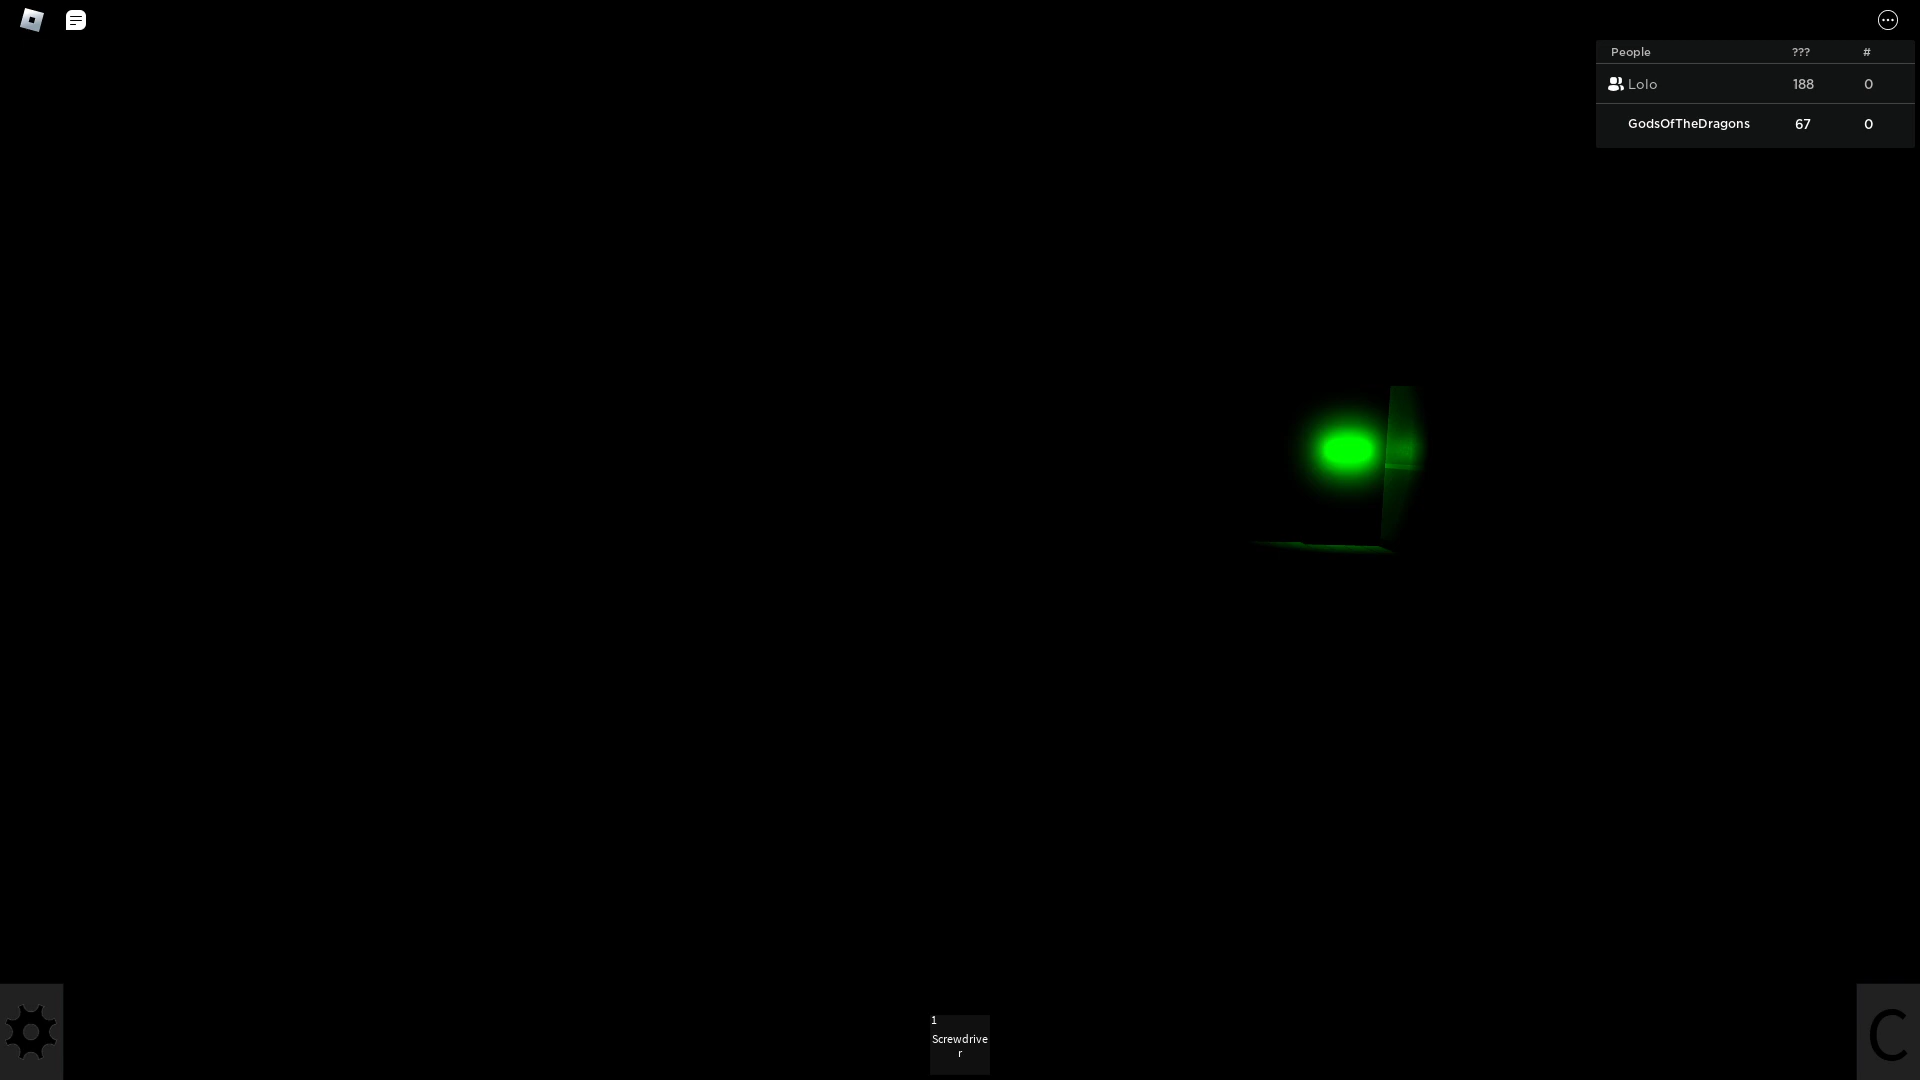 People ??? #
Lolo 188 0
GodsOfTheDragons 67 0
1
Screwdrive
r
C